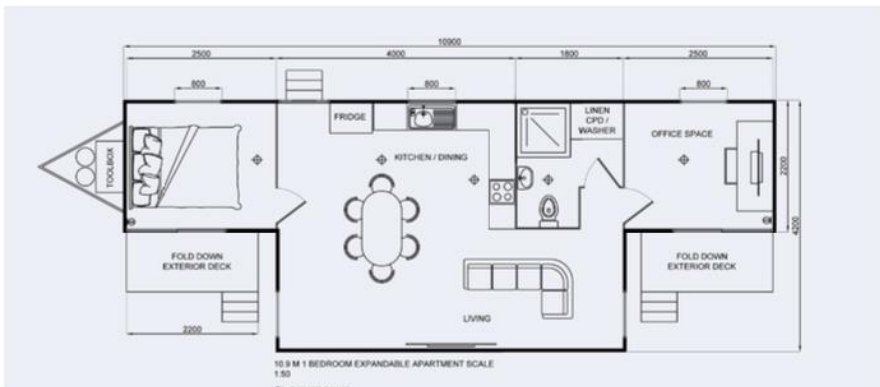 10900
2500
4000
1800
2500
800
800
800
FRIDGE
LINEN
CPD /
WASHER
OFFICE SPACE
TOOLBOX
KITCHEN / DINING
2200
4200
FOLD DOWN
EXTERIOR DECK
FOLD DOWN
EXTERIOR DECK
LIVING
2200
10.9 M 1 BEDROOM EXPANDABLE APARTMENT SCALE
1:50